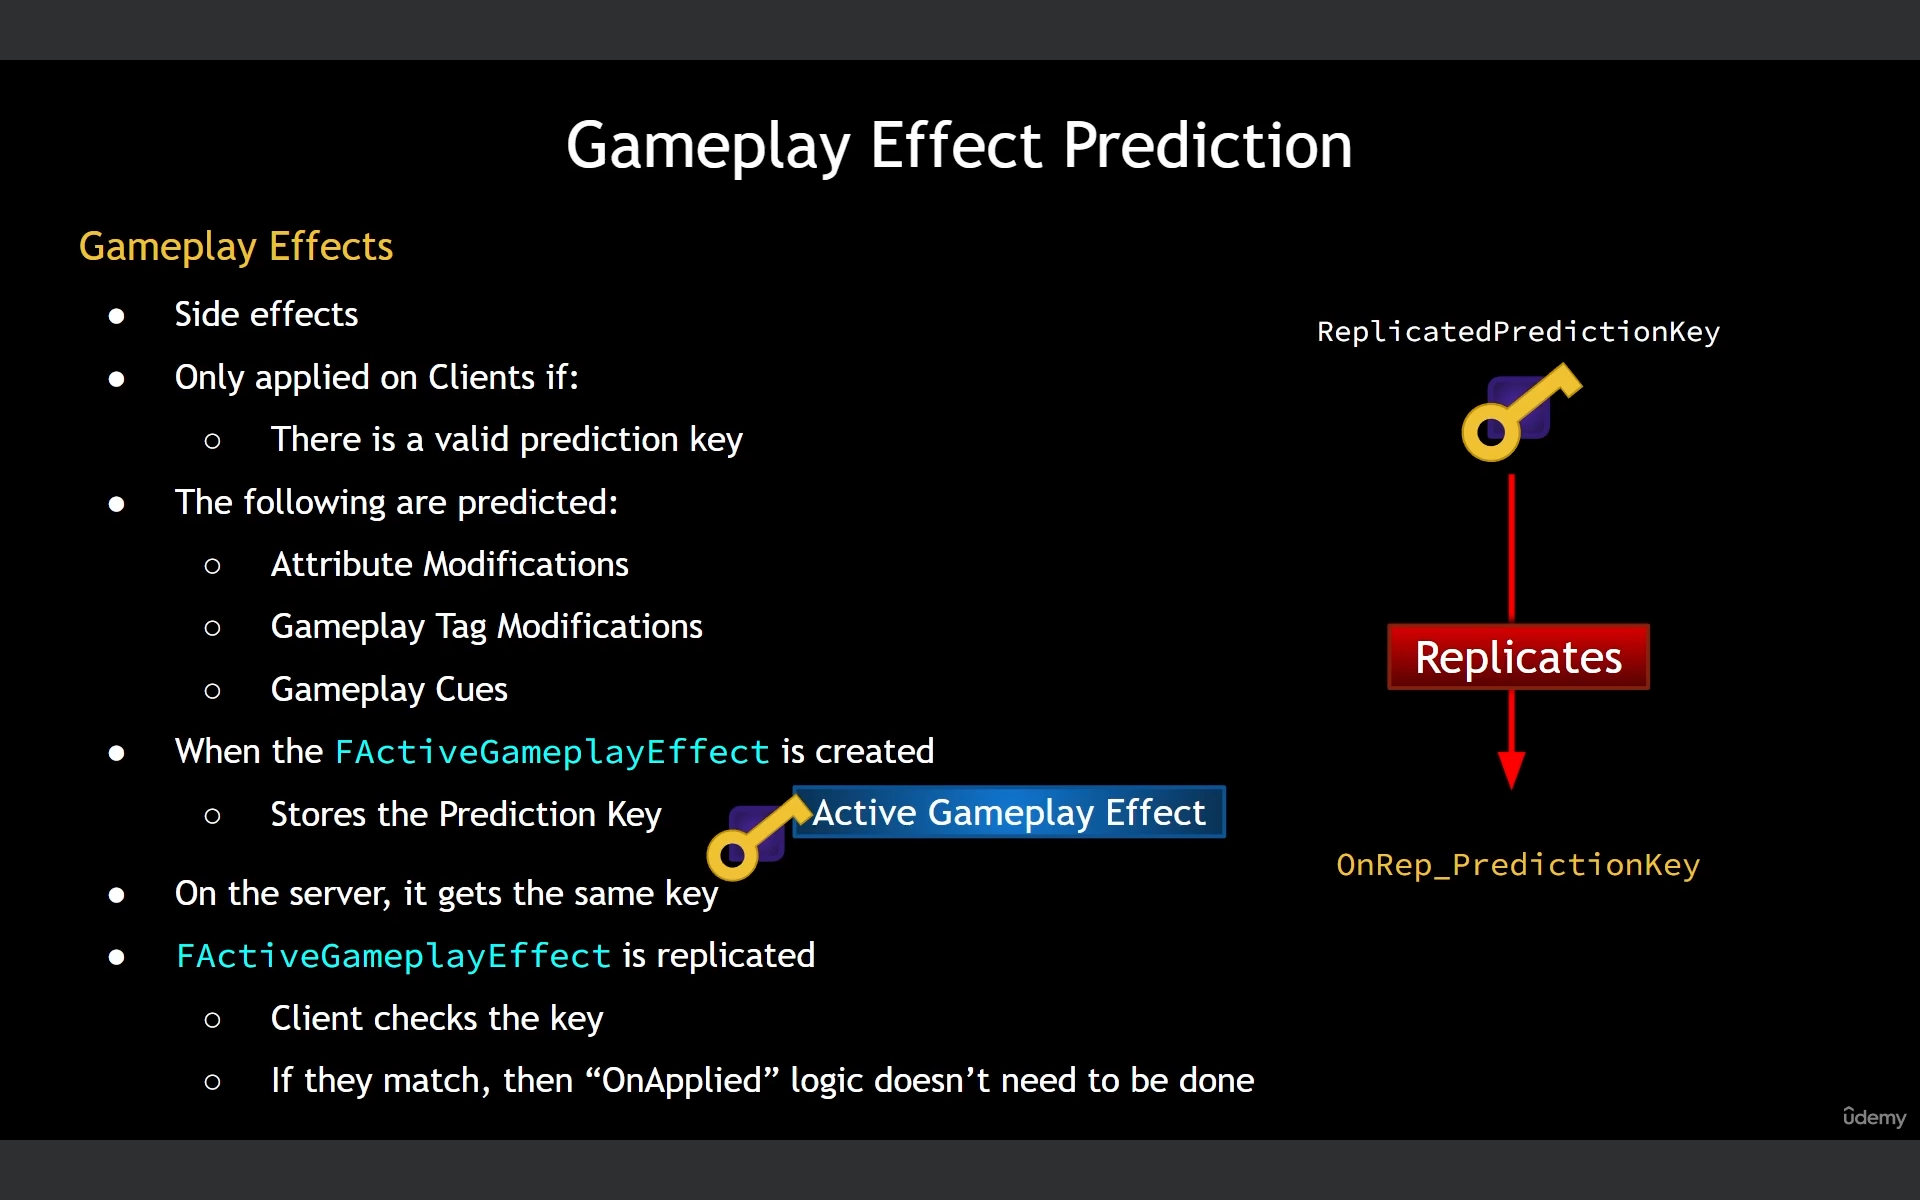 Gameplay Effect Prediction
Gameplay Effects
● Side effects
● Only applied on Clients if:
○ There is a valid prediction key
● The following are predicted:
○ Attribute Modifications
○ Gameplay Tag Modifications
○ Gameplay Cues
● When the FActiveGameplayEffect is created
○ Stores the Prediction Key
Active Gameplay Effect
● On the server, it gets the same key
● FActiveGameplayEffect is replicated
○ Client checks the key
○ If they match, then “OnApplied” logic doesn’t need to be done
ReplicatedPredictionKey
Replicates
OnRep_PredictionKey
ûdemy